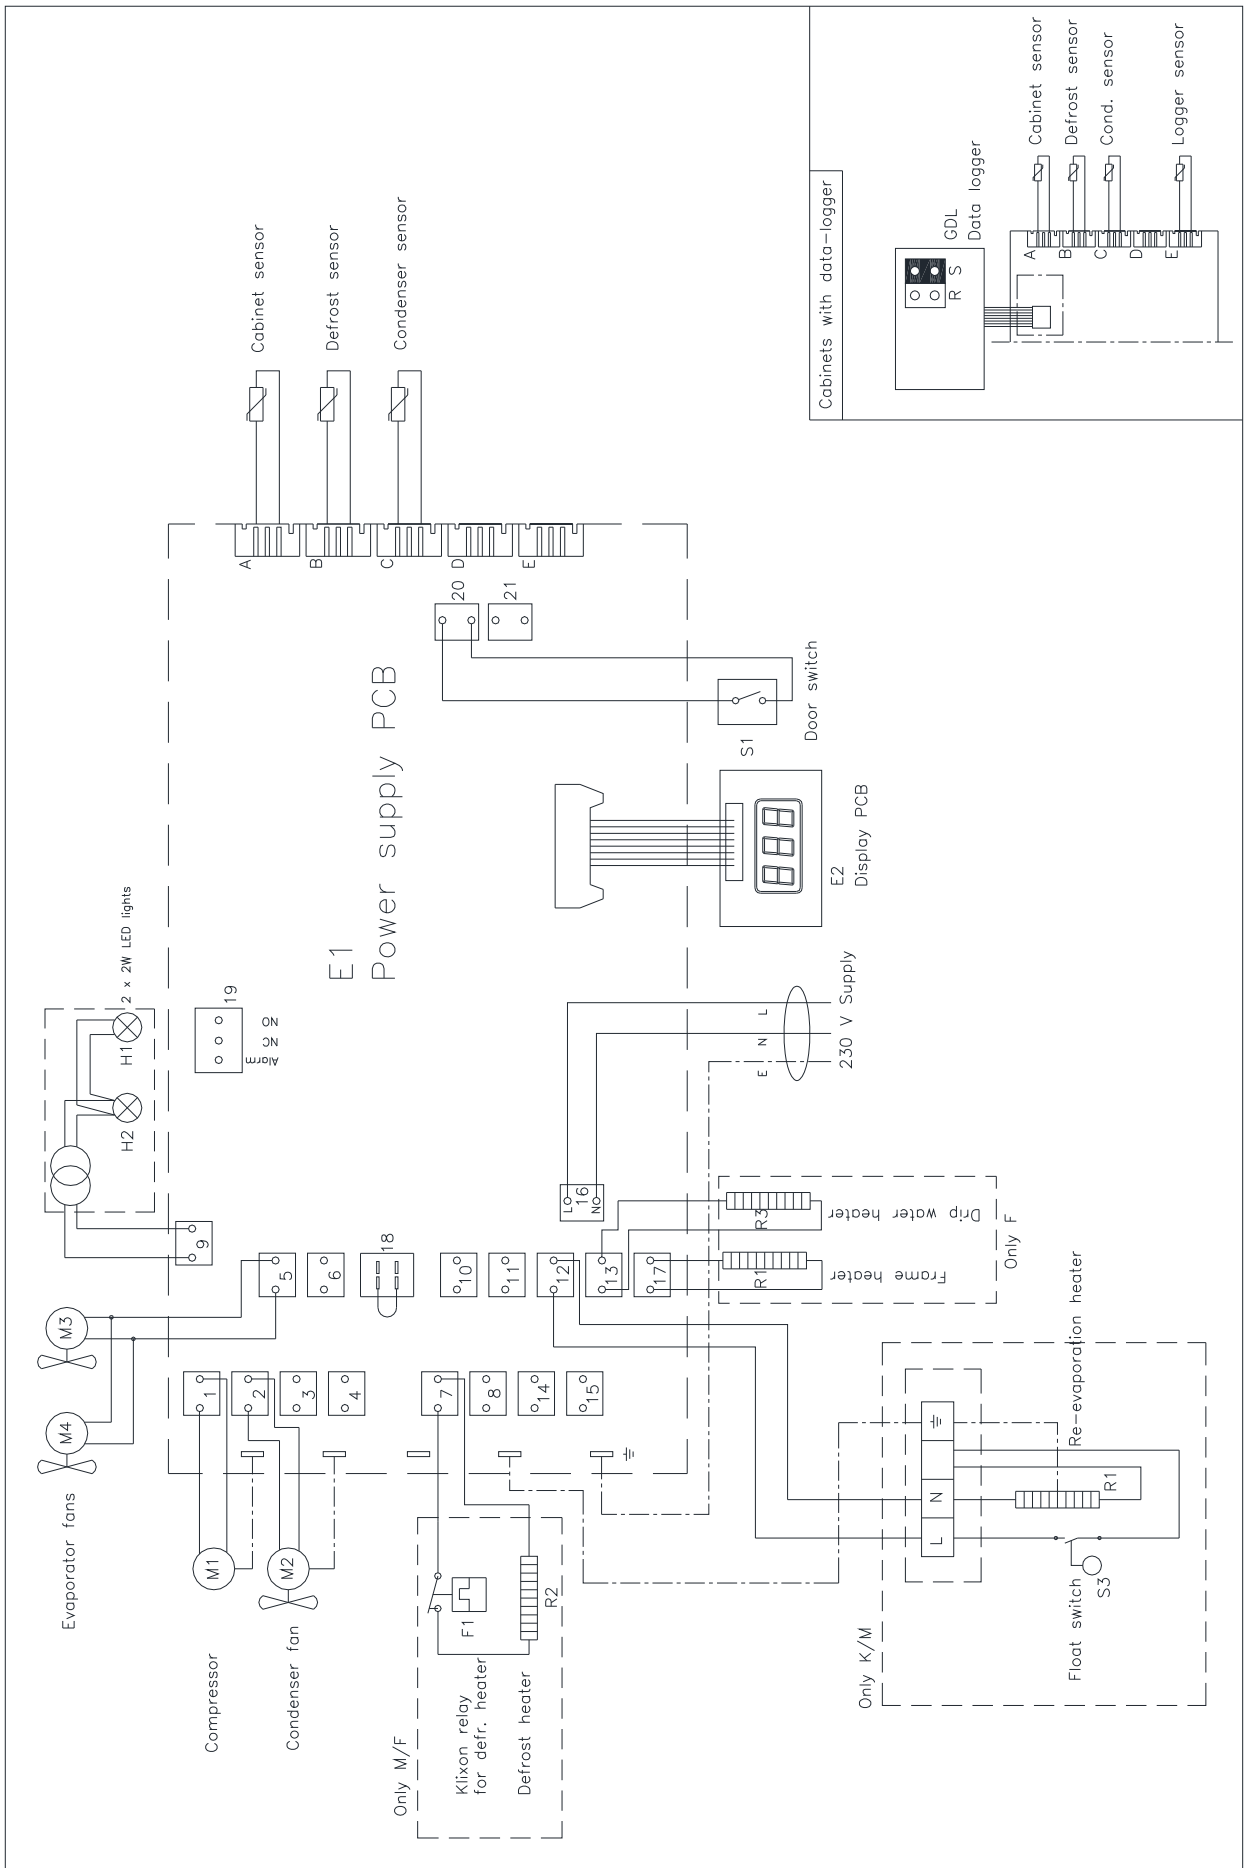 Evaporator fans
M4
M3
H2
H1
2 x 2W LED lights
9
19
Alarm
NC
NO
E1
Power supply PCB
Compressor
M1
Condenser fan
M2
1
2
3
4
5
6
18
7
8
14
15
10
11
12
13
17
L
16
N
20
21
A
B
C
D
E
Cabinet sensor
Defrost sensor
Condenser sensor
Only M/F
Klixon relay
for defr. heater
F1
Defrost heater
R2
E
N
L
230 V Supply
E2
Display PCB
S1
Door switch
R3
Drip water heater
R1
Frame heater
Only F
Only K/M
L
N
Float switch
S3
R1
Re-evaporation heater
Cabinets with data-logger
GDL
Data logger
R
S
A
B
C
D
E
Cabinet sensor
Defrost sensor
Cond. sensor
Logger sensor